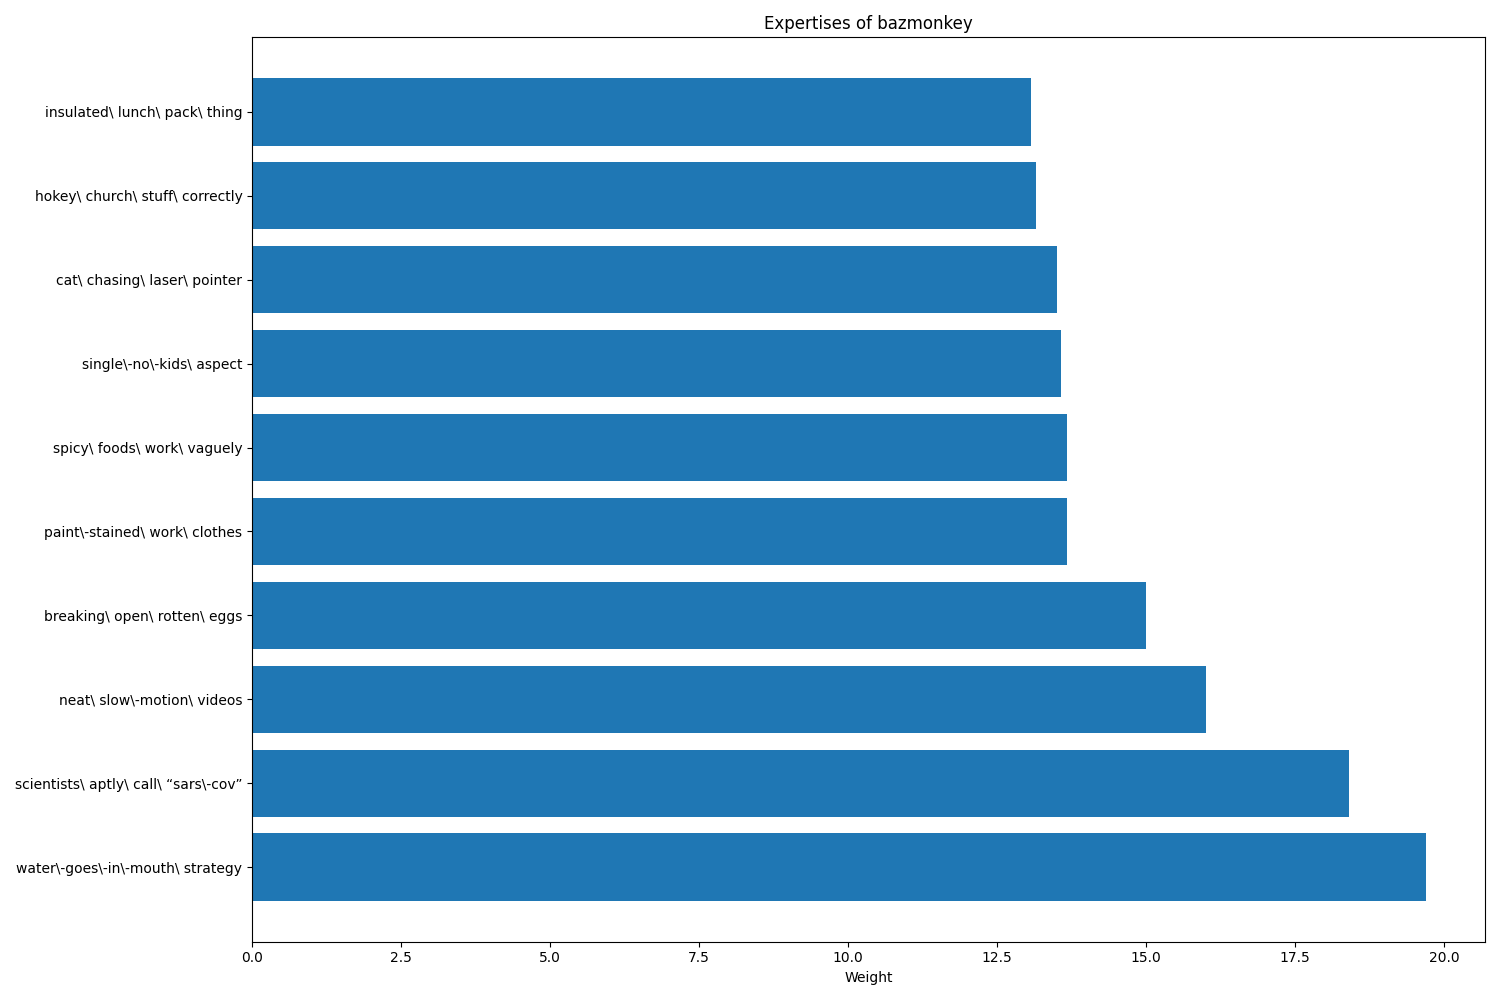 Expertises of bazmonkey
insulated\ lunch\ pack\ thing
hokey\ church\ stuff\ correctly
cat\ chasing\ laser\ pointer
single\-no\-kids\ aspect
spicy\ foods\ work\ vaguely
paint\-stained\ work\ clothes
breaking\ open\ rotten\ eggs
neat\ slow\-motion\ videos
scientists\ aptly\ call\ “sars\-cov”
water\-goes\-in\-mouth\ strategy
0.0 2.5 5.0 7.5 10.0 12.5 15.0 17.5 20.0
Weight